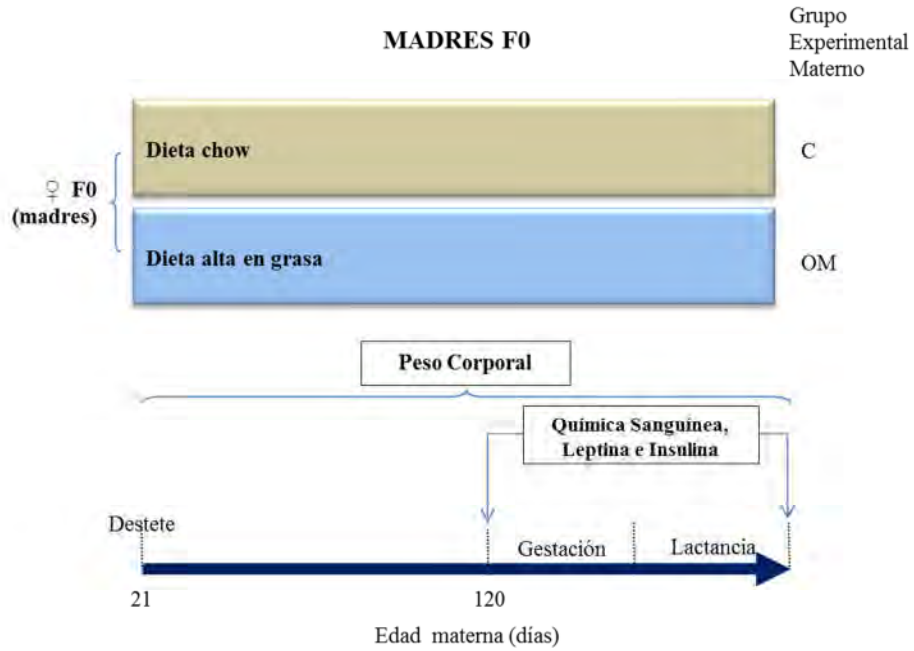 MADRES F0
Grupo
Experimental
Materno
Dieta chow
C
♀ F0
(madres)
Dieta alta en grasa
OM
Peso Corporal
Química Sanguínea,
Leptina e Insulina
Destete
Gestación
Lactancia
21
120
Edad materna (días)